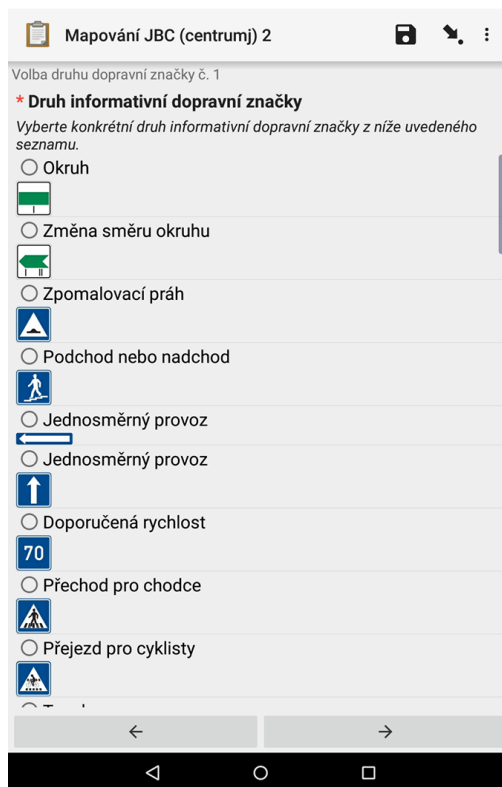 Mapování JBC (centrumj) 2
Volba druhu dopravní značky č. 1
* Druh informativní dopravní značky
Vyberte konkrétní druh informativní dopravní značky z níže uvedeného
seznamu.
Okruh
Změna směru okruhu
Zpomalovací práh
Podchod nebo nadchod
Jednosměrný provoz
Jednosměrný provoz
Doporučená rychlost
70
Přechod pro chodce
Přejezd pro cyklisty